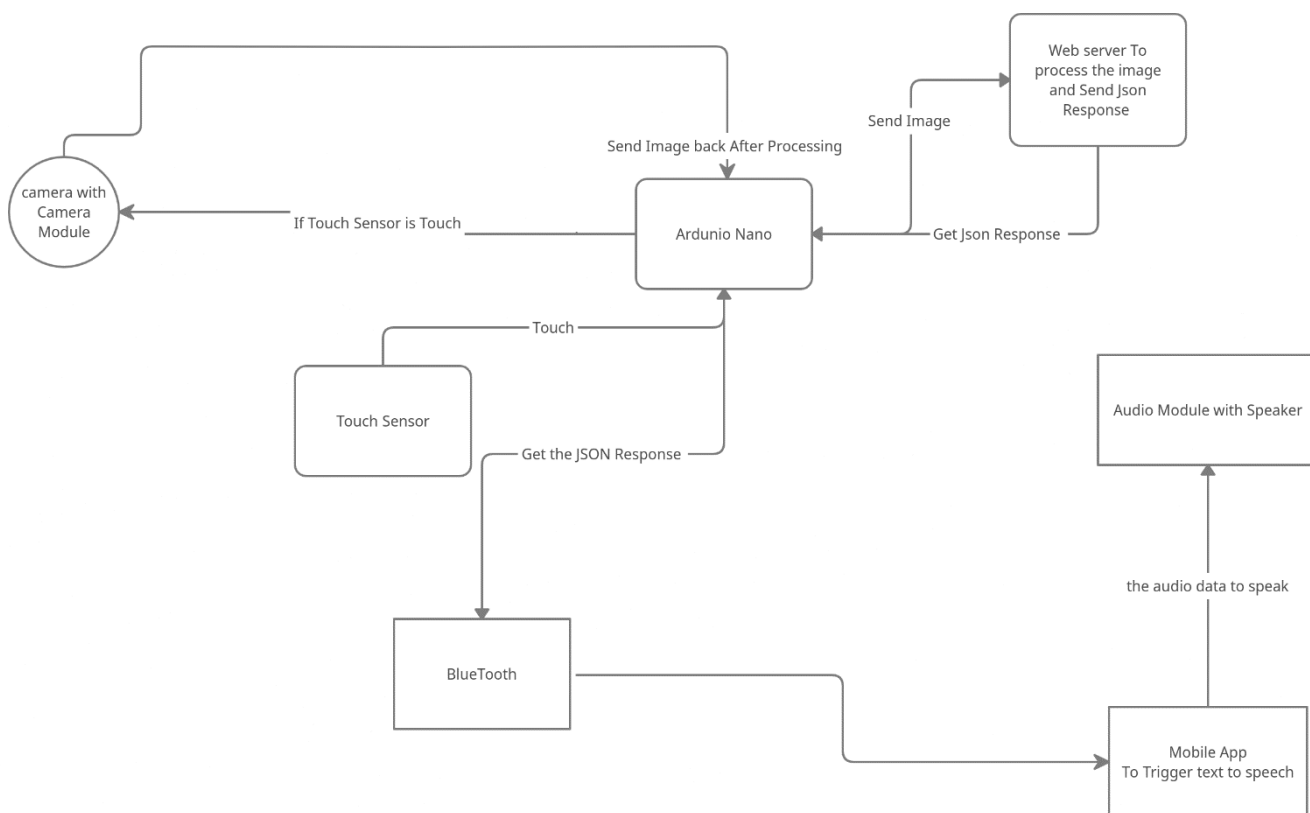 Web server To
process the image
and Send Json
Response
Send Image
Send Image back After Processing
camera with
Camera
Module
If Touch Sensor is Touch
Ardunio Nano
Get Json Response
Touch
Touch Sensor
Audio Module with Speaker
Get the JSON Response
the audio data to speak
BlueTooth
Mobile App
To Trigger text to speech